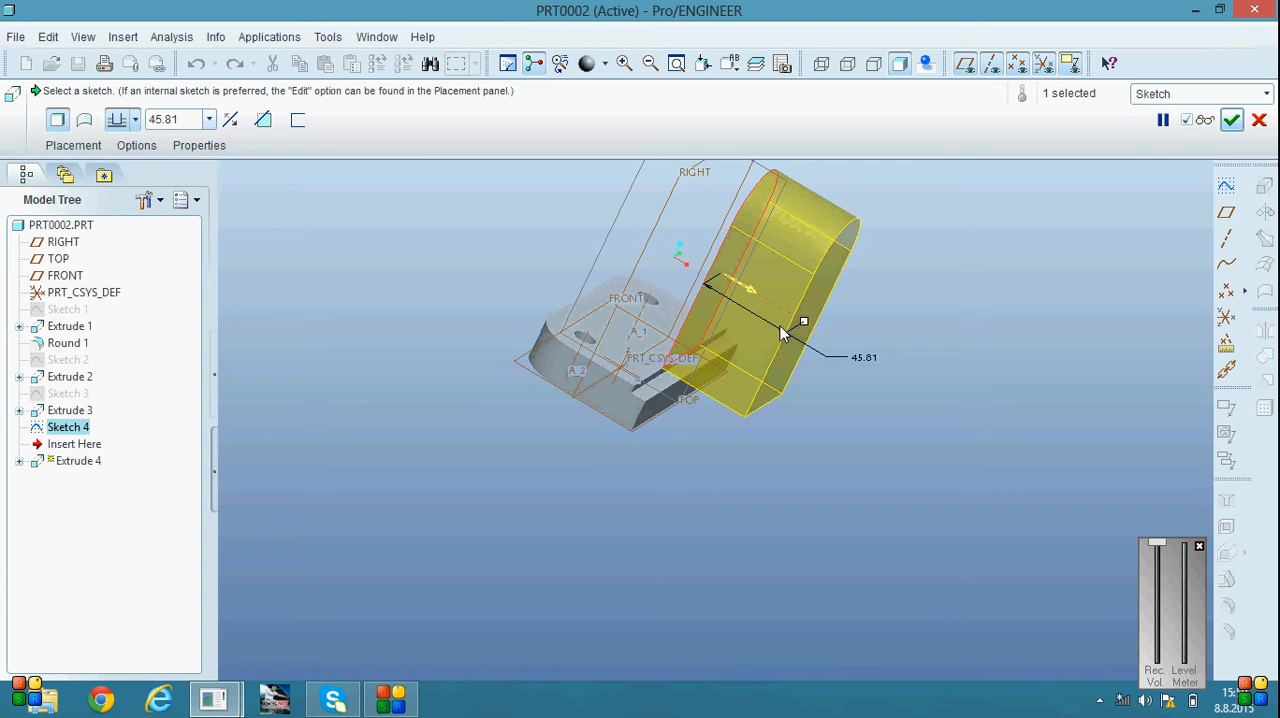 PRT0002 (Active) - Pro/ENGINEER
File Edit View Insert Analysis Info Applications Tools Window Help
Select a sketch. (If an internal sketch is preferred, the "Edit" option can be found in the Placement panel.)
1 selected
Sketch
45.81
Placement Options Properties
Model Tree
PRT0002.PRT
RIGHT
TOP
FRONT
PRT_CSYS_DEF
Sketch 1
Extrude 1
Round 1
Sketch 2
Extrude 2
Sketch 3
Extrude 3
Sketch 4
Insert Here
Extrude 4
RIGHT
FRONT
A_1
PRT_CSYS_DEF
A_2
TOP
45.81
Rec. Level
Vol. Meter
8.8.2015